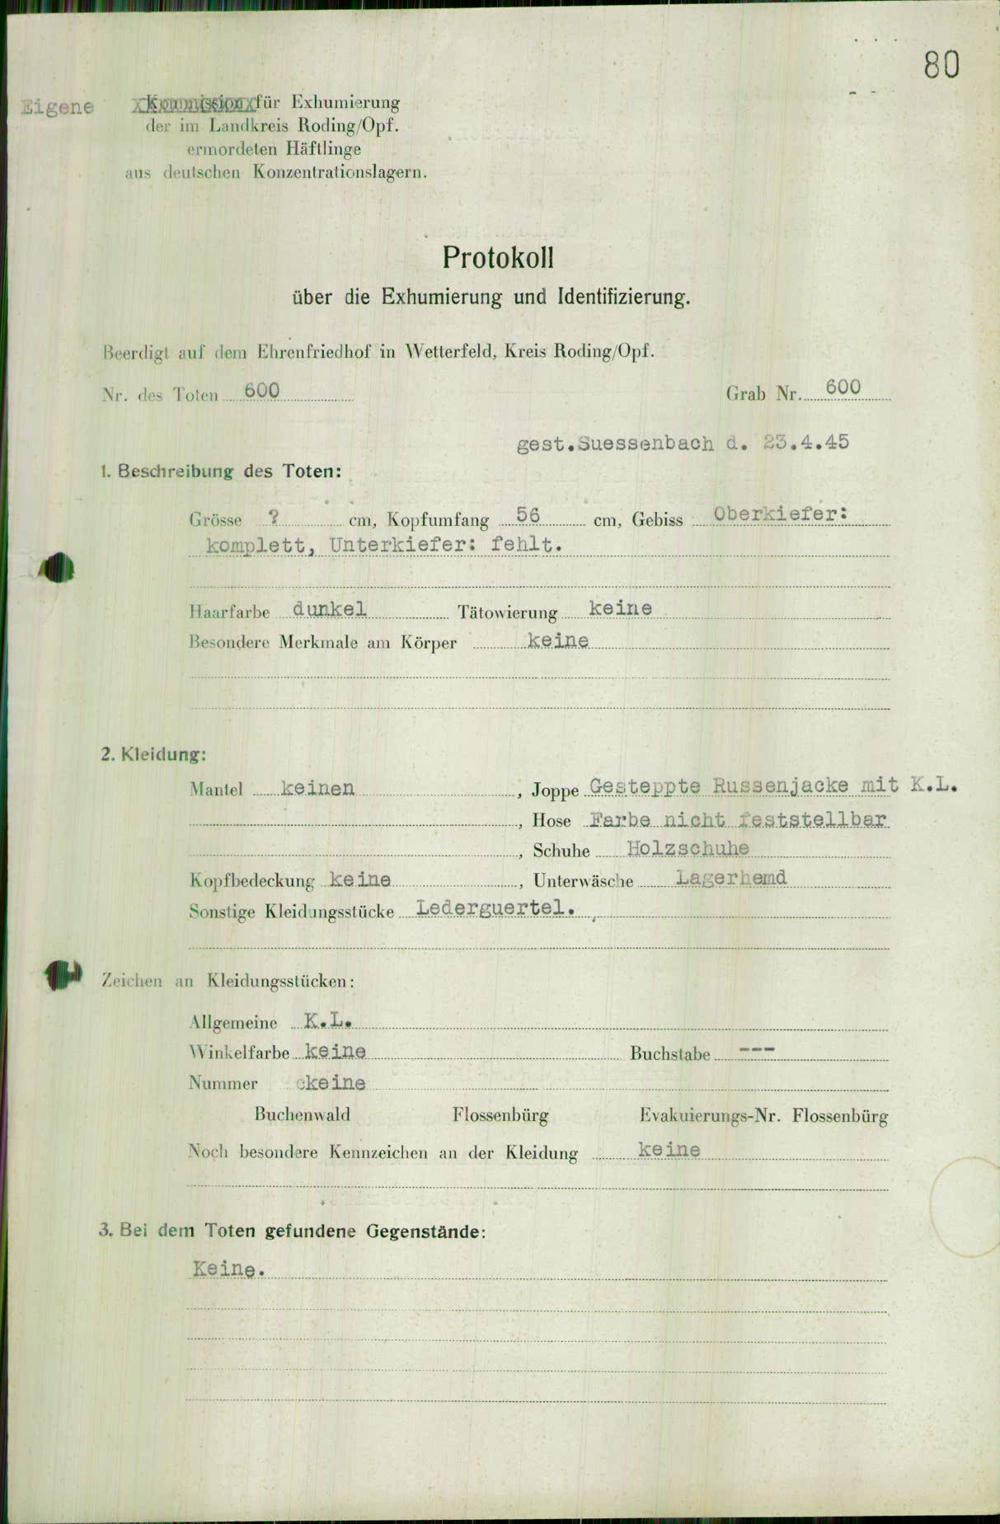 80
Eigene Kommission für Exhumierung
der im Landkreis Roding/Opf.
ermordeten Häftlinge
aus deutschen Konzentrationslagern.
Protokoll
über die Exhumierung und Identifizierung.
Beerdigt auf dem Ehrenfriedhof in Wetterfeld, Kreis Roding/Opf.
Nr. des Toten 600 Grab Nr. 600
gest.Suessenbach d. 23.4.45
1. Beschreibung des Toten:
Grösse ? cm, Kopfumfang 56 cm, Gebiss Oberkiefer:
komplett, Unterkiefer: fehlt.
Haarfarbe dunkel Tätowierung keine
Besondere Merkmale am Körper keine
2. Kleidung:
Mantel keinen, Joppe Gesteppte Russenjacke mit K.L.
, Hose Farbe nicht feststellbar
, Schuhe Holzschuhe
Kopfbedeckung keine, Unterwäsche Lagerhemd
Sonstige Kleidungsstücke Lederguertel.
Zeichen an Kleidungsstücken:
Allgemeine K.L.
Winkelfarbe keine Buchstabe ---
Nummer keine
Buchenwald Flossenbürg Evakuierungs-Nr. Flossenbürg
Noch besondere Kennzeichen an der Kleidung keine
3. Bei dem Toten gefundene Gegenstände:
Keine.